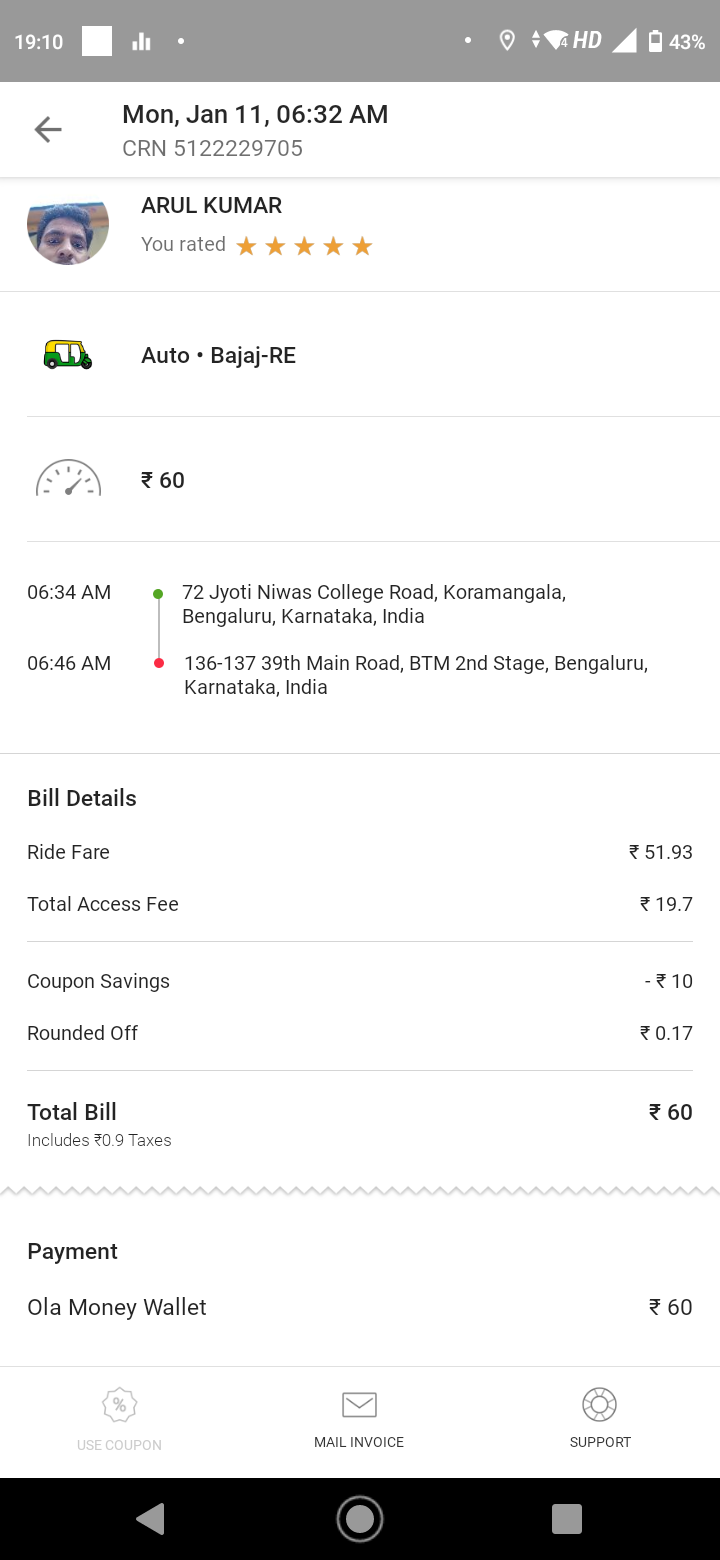 19:10
4 HD 43%
Mon, Jan 11, 06:32 AM
CRN 5122229705
ARUL KUMAR
You rated
Auto • Bajaj-RE
₹ 60
06:34 AM 72 Jyoti Niwas College Road, Koramangala,
Bengaluru, Karnataka, India
06:46 AM 136-137 39th Main Road, BTM 2nd Stage, Bengaluru,
Karnataka, India
Bill Details
Ride Fare ₹ 51.93
Total Access Fee ₹ 19.7
Coupon Savings - ₹ 10
Rounded Off ₹ 0.17
Total Bill ₹ 60
Includes ₹0.9 Taxes
Payment
Ola Money Wallet ₹ 60
%
USE COUPON MAIL INVOICE SUPPORT